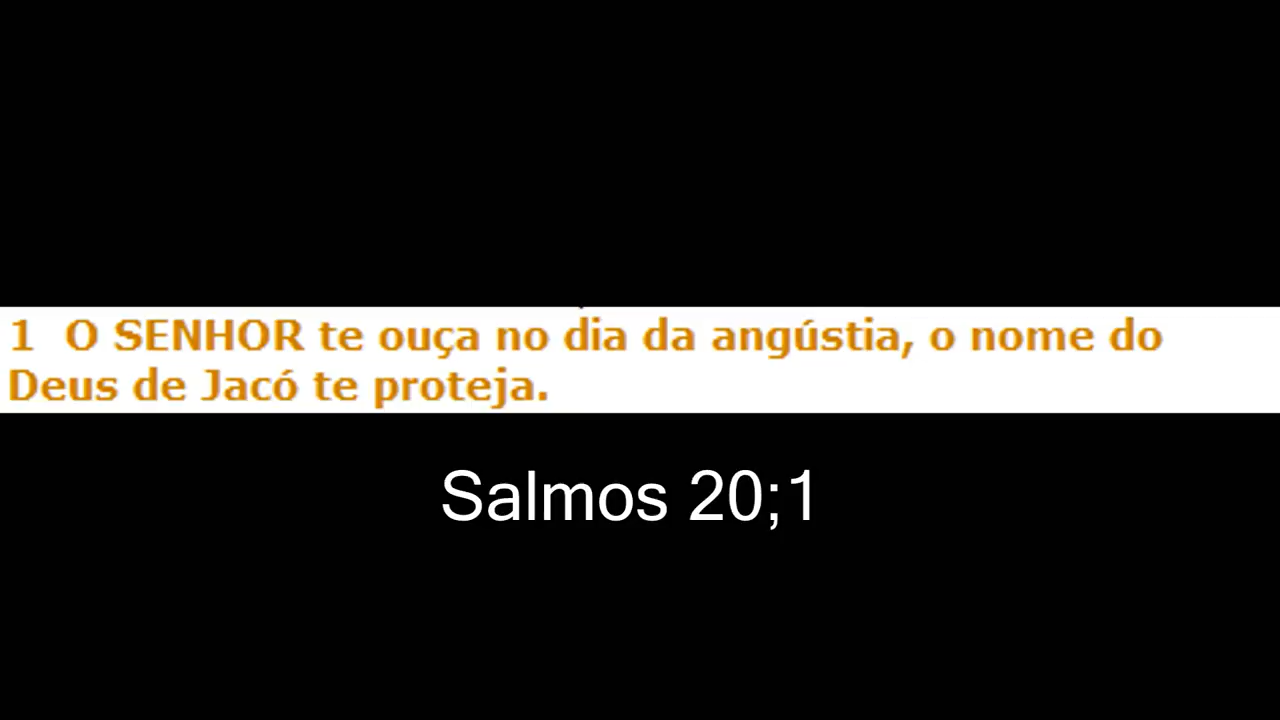 1 O SENHOR te ouça no dia da angústia, o nome do
Deus de Jacó te proteja.
Salmos 20;1